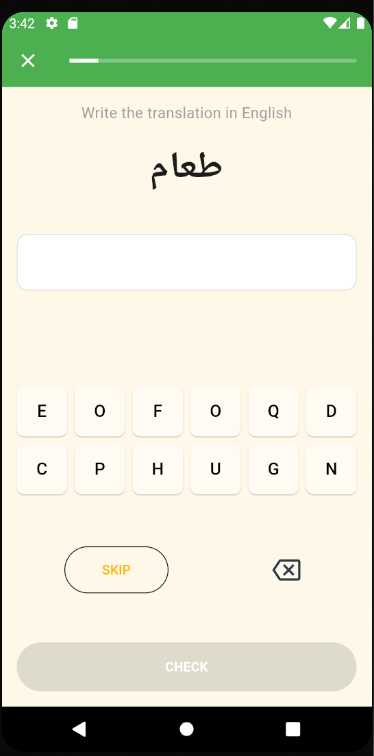 3:42
Write the translation in English
طعام
E O F O Q D
C P H U G N
SKIP
CHECK